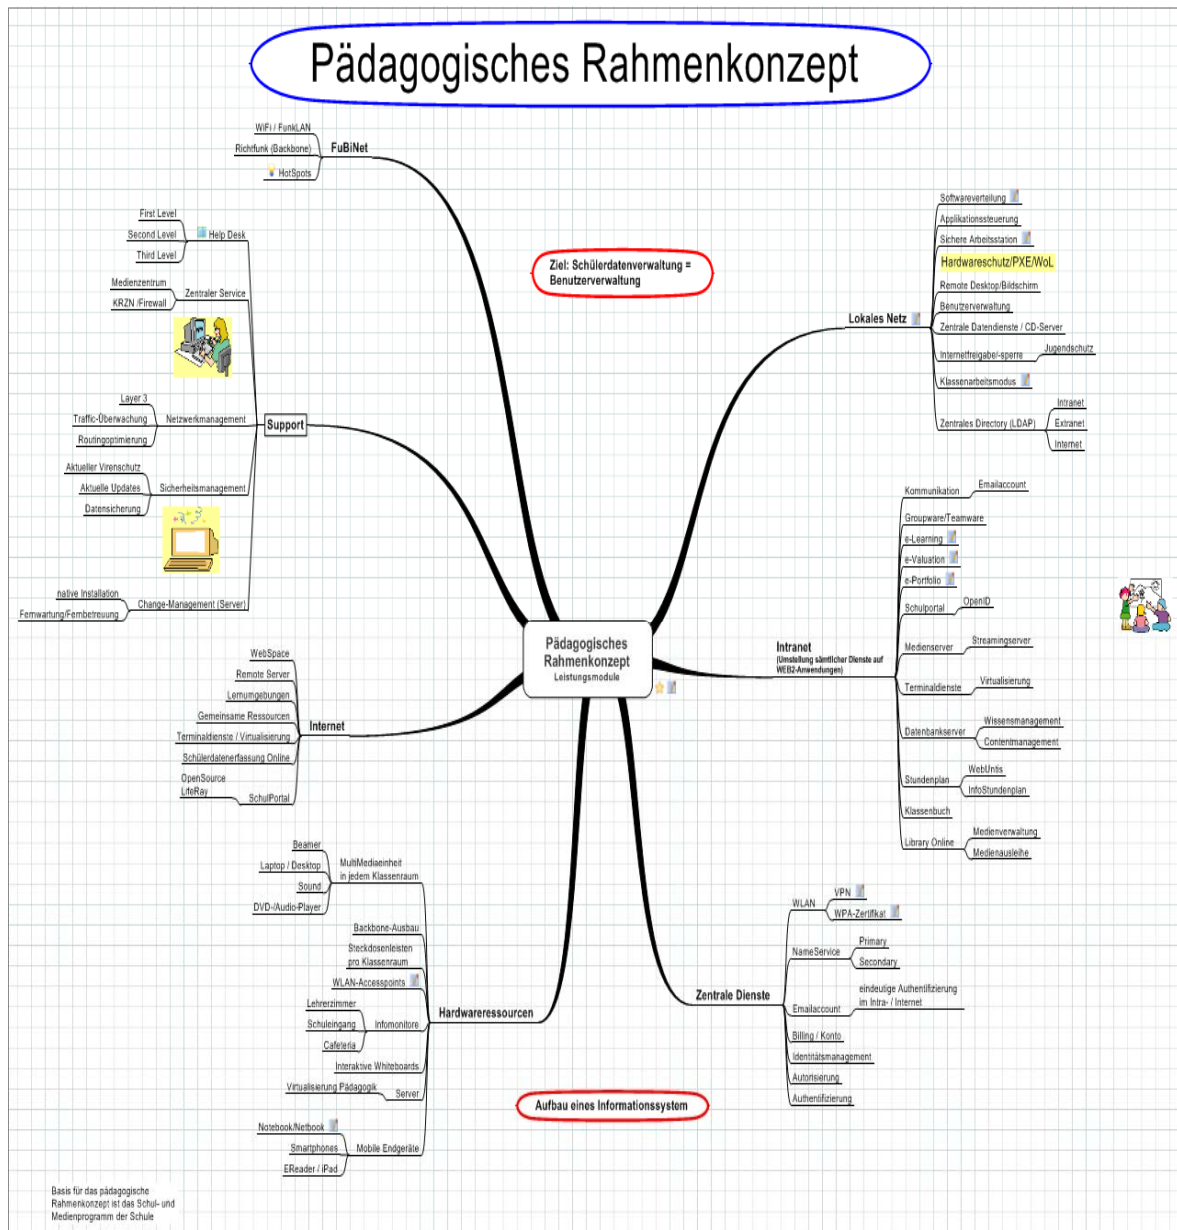 Pädagogisches Rahmenkonzept
WiFi / FunkLAN
Richtfunk (Backbone)
HotSpots
FuBiNet
First Level
Second Level
Third Level
Help Desk
Medienzentrum
KRZN /Firewall
Zentraler Service
Layer 3
Traffic-Überwachung
Routingoptimierung
Netzwerkmanagement
Support
Aktueller Virenschutz
Aktuelle Updates
Datensicherung
Sicherheitsmanagement
native Installation
Fernwartung/Fernbetreuung
Change-Management (Server)
Ziel: Schülerdatenverwaltung =
Benutzerverwaltung
Lokales Netz
Softwareverteilung
Applikationssteuerung
Sichere Arbeitsstation
Hardwareschutz/PXE/WoL
Remote Desktop/Bildschirm
Benutzerverwaltung
Zentrale Datendienste / CD-Server
Internetfreigabe/-sperre
Jugendschutz
Klassenarbeitsmodus
Zentrales Directory (LDAP)
Intranet
Extranet
Internet
Pädagogisches
Rahmenkonzept
Leistungsmodule
Intranet
(Umstellung sämtlicher Dienste auf
WEB2-Anwendungen)
Kommunikation
Emailaccount
Groupware/Teamware
e-Learning
e-Valuation
e-Portfolio
Schulportal
OpenID
Medienserver
Streamingserver
Terminaldienste
Virtualisierung
Datenbankserver
Wissensmanagement
Contentmanagement
Stundenplan
WebUntis
InfoStundenplan
Klassenbuch
Library Online
Medienverwaltung
Medienausleihe
WebSpace
Remote Server
Lernumgebungen
Gemeinsame Ressourcen
Terminaldienste / Virtualisierung
Schülerdatenerfassung Online
OpenSource
LifeRay
SchulPortal
Internet
Beamer
Laptop / Desktop
Sound
DVD-/Audio-Player
MultiMediaeinheit
in jedem Klassenraum
Backbone-Ausbau
Steckdosenleisten
pro Klassenraum
WLAN-Accesspoints
Lehrerzimmer
Schuleingang
Cafeteria
Infomonitore
Interaktive Whiteboards
Virtualisierung Pädagogik
Server
Notebook/Netbook
Smartphones
EReader / iPad
Mobile Endgeräte
Hardwareressourcen
Zentrale Dienste
WLAN
VPN
WPA-Zertifikat
NameService
Primary
Secondary
Emailaccount
eindeutige Authentifizierung
im Intra- / Internet
Billing / Konto
Identitätsmanagement
Autorisierung
Authentifizierung
Aufbau eines Informationssystem
Basis für das pädagogische
Rahmenkonzept ist das Schul- und
Medienprogramm der Schule